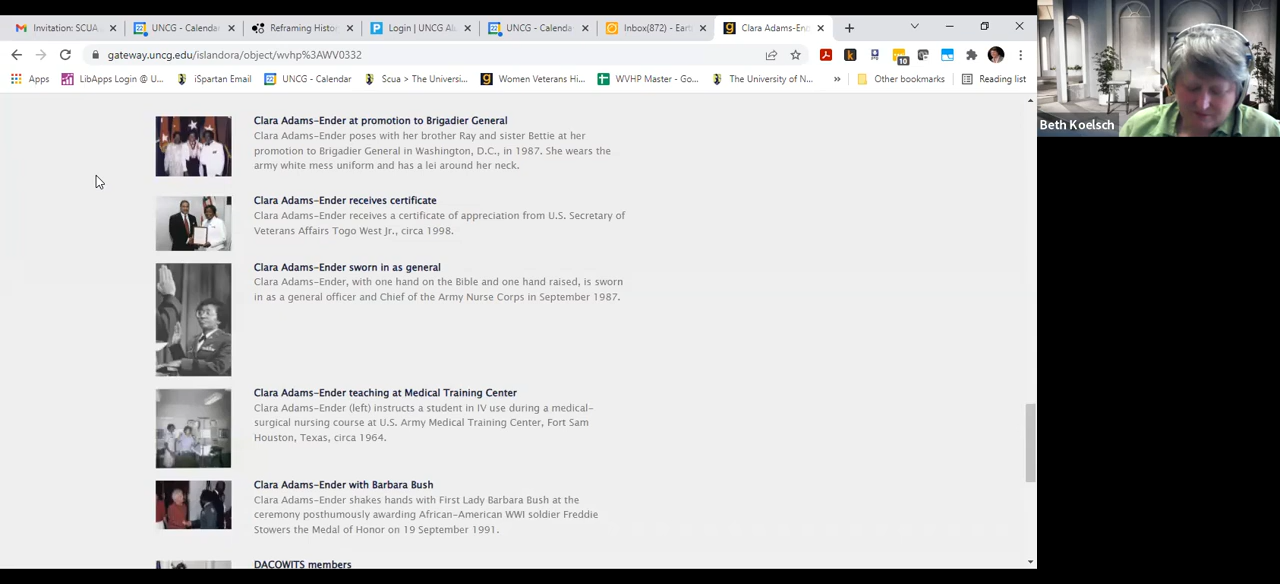 Invitation: SCUA
UNCG - Calenda
Reframing Histo
Login | UNCG Al
UNCG - Calenda
Inbox(872) - Eart
Clara Adams-En
gateway.uncg.edu/islandora/object/wvhp%3AWV0332
10
Apps
LibApps Login @ U...
iSpartan Email
UNCG - Calendar
Scua > The Universi...
Women Veterans Hi...
WVHP Master - Go...
The University of N...
»
Other bookmarks
Reading list
Beth Koelsch
Clara Adams-Ender at promotion to Brigadier General
Clara Adams-Ender poses with her brother Ray and sister Bettie at her
promotion to Brigadier General in Washington, D.C., in 1987. She wears the
army white mess uniform and has a lei around her neck.
Clara Adams-Ender receives certificate
Clara Adams-Ender receives a certificate of appreciation from U.S. Secretary of
Veterans Affairs Togo West Jr., circa 1998.
Clara Adams-Ender sworn in as general
Clara Adams-Ender, with one hand on the Bible and one hand raised, is sworn
in as a general officer and Chief of the Army Nurse Corps in September 1987.
Clara Adams-Ender teaching at Medical Training Center
Clara Adams-Ender (left) instructs a student in IV use during a medical-
surgical nursing course at U.S. Army Medical Training Center, Fort Sam
Houston, Texas, circa 1964.
Clara Adams-Ender with Barbara Bush
Clara Adams-Ender shakes hands with First Lady Barbara Bush at the
ceremony posthumously awarding African-American WWI soldier Freddie
Stowers the Medal of Honor on 19 September 1991.
DACOWITS members